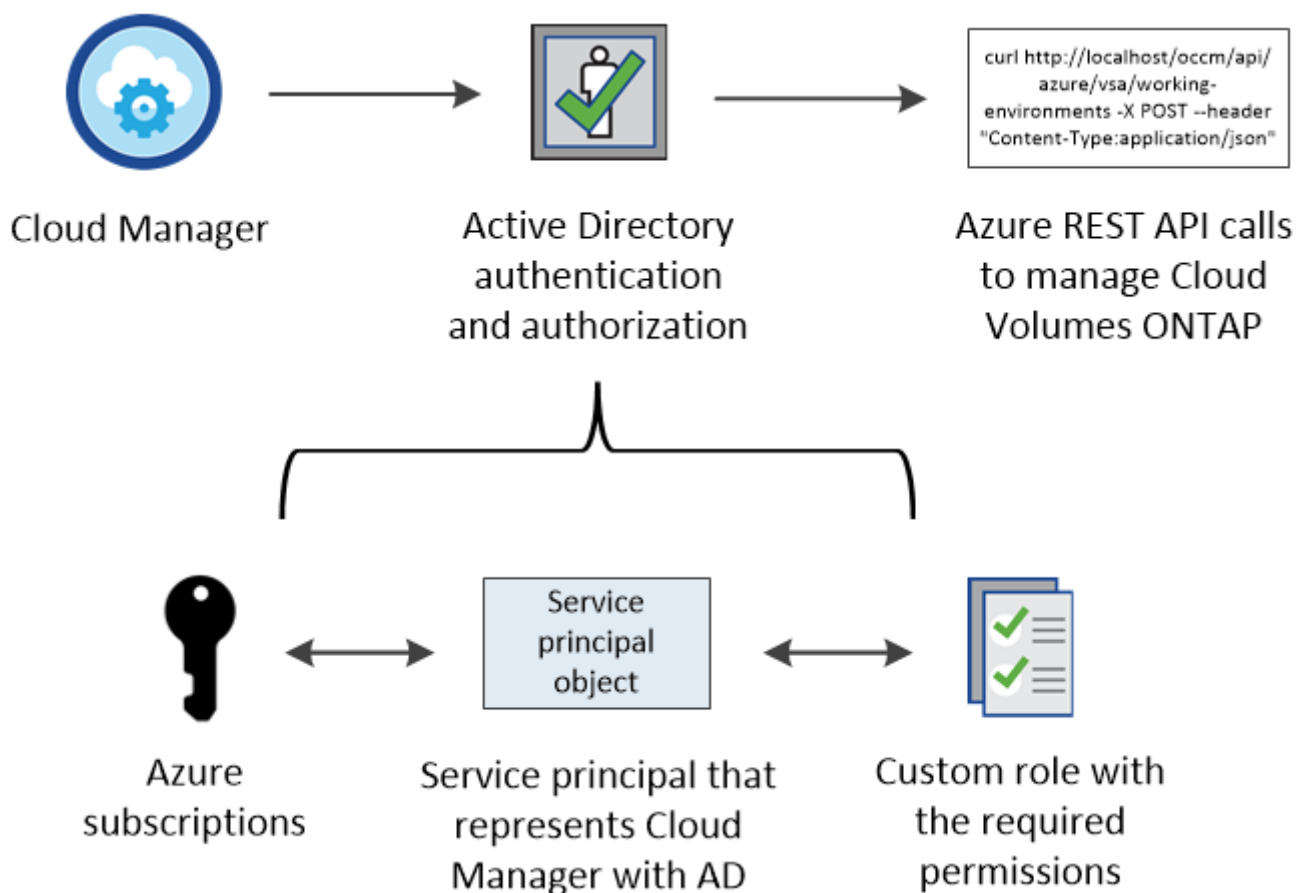 curl http://localhost/occm/api/
azure/vsa/working-
environments -X POST --header
"Content-Type:application/json"
Cloud Manager
Active Directory
authentication
and authorization
Azure REST API calls
to manage Cloud
Volumes ONTAP
Service
principal
object
Azure
subscriptions
Service principal that
represents Cloud
Manager with AD
Custom role with
the required
permissions